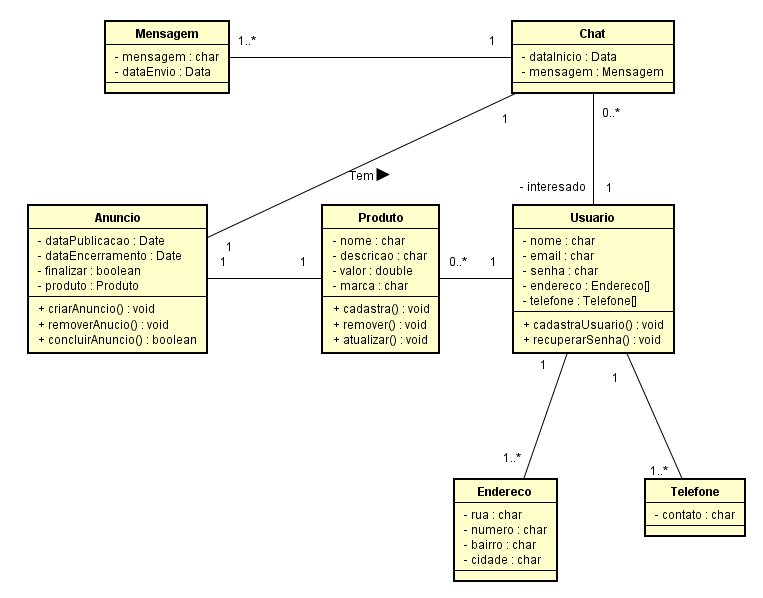 Mensagem
- mensagem : char
- dataEnvio : Data
1..*
1
Chat
- dataInicio : Data
- mensagem : Mensagem
1
0..*
Tem
- interesado
1
Anuncio
- dataPublicacao : Date
- dataEncerramento : Date
- finalizar : boolean
- produto : Produto
+ criarAnuncio() : void
+ removerAnucio() : void
+ concluirAnuncio() : boolean
1
1
1
Produto
- nome : char
- descricao : char
- valor : double
- marca : char
+ cadastra() : void
+ remover() : void
+ atualizar() : void
0..*
1
Usuario
- nome : char
- email : char
- senha : char
- endereco : Endereco[]
- telefone : Telefone[]
+ cadastraUsuario() : void
+ recuperarSenha() : void
1
1
1..*
1..*
Endereco
- rua : char
- numero : char
- bairro : char
- cidade : char
Telefone
- contato : char